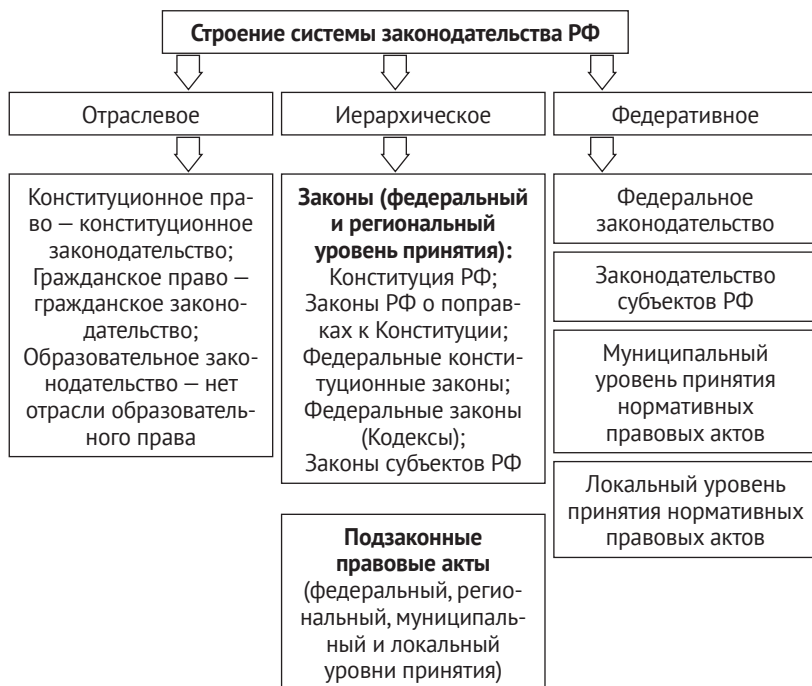 Строение системы законодательства РФ
Отраслевое
Иерархическое
Федеративное
Конституционное пра-
во – конституционное
законодательство;
Гражданское право –
гражданское законо-
дательство;
Образовательное зако-
нодательство – нет
отрасли образователь-
ного права
Законы (федеральный
и региональный
уровень принятия):
Конституция РФ;
Законы РФ о поправ-
ках к Конституции;
Федеральные консти-
туционные законы;
Федеральные законы
(Кодексы);
Законы субъектов РФ
Подзаконные
правовые акты
(федеральный, регио-
нальный, муниципаль-
ный и локальный
уровни принятия)
Федеральное
законодательство
Законодательство
субъектов РФ
Муниципальный
уровень принятия
нормативных
правовых актов
Локальный уровень
принятия нормативных
правовых актов